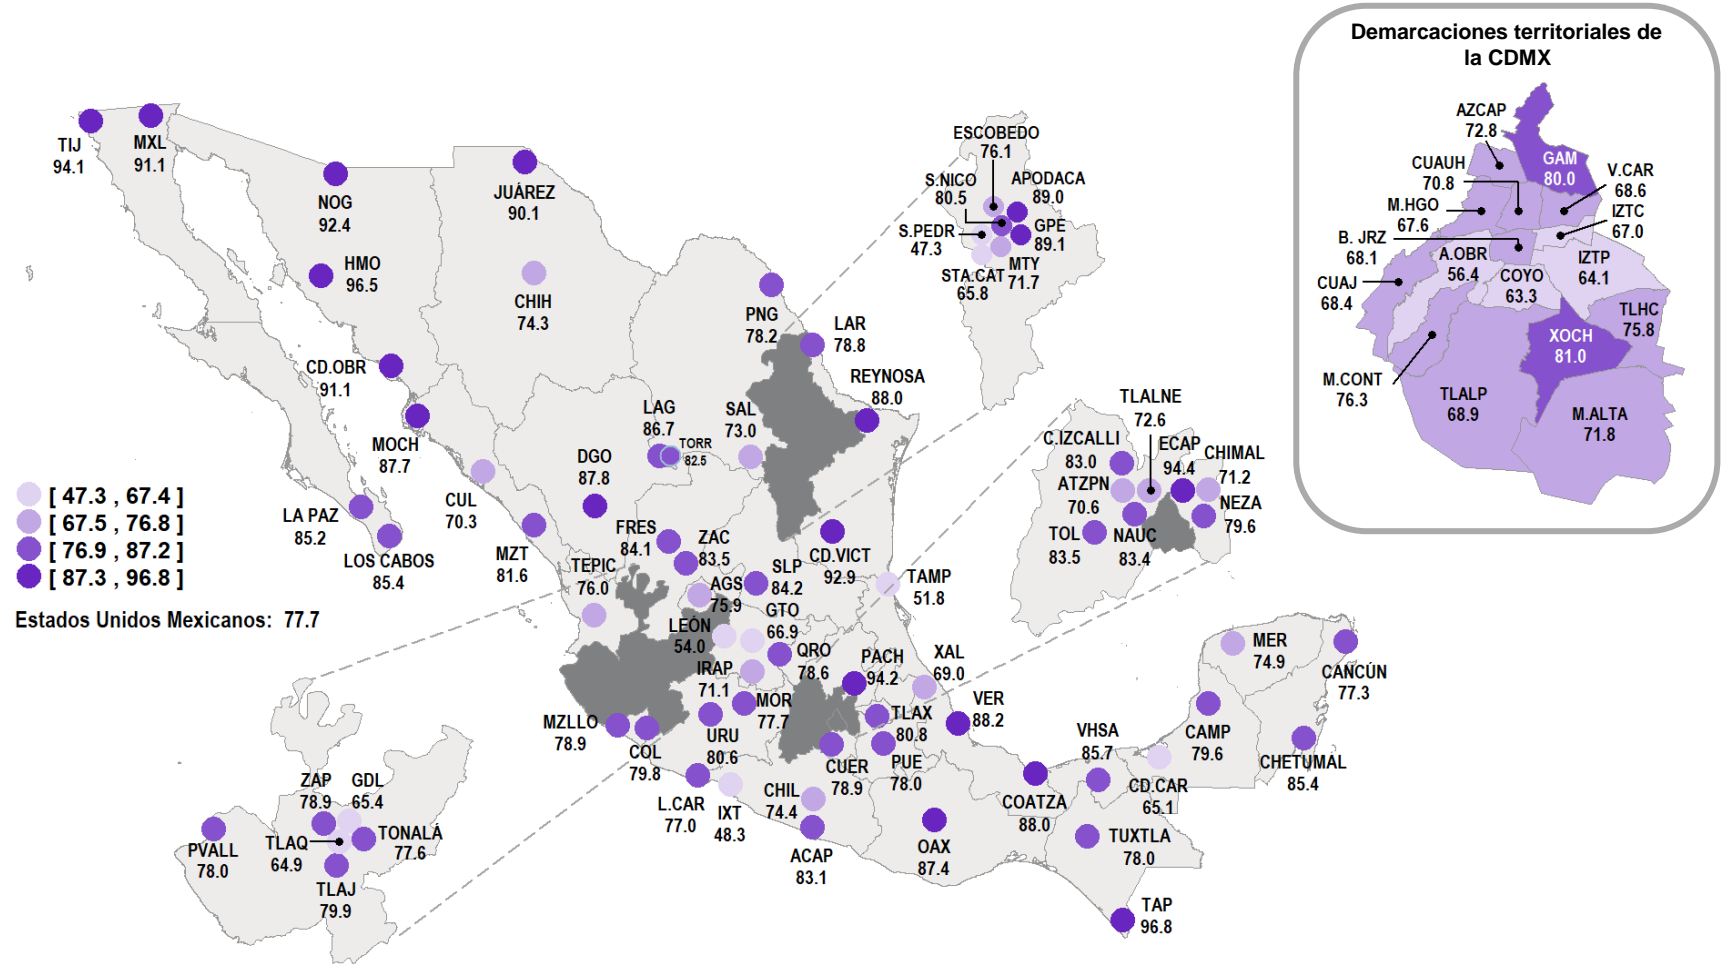 Demarcaciones territoriales de
la CDMX
AZCAP
72.8
GAM
80.0
CUAUH
70.8
V.CAR
68.6
M.HGO
67.6
IZTC
67.0
B. JRZ
68.1
A.OBR
56.4
IZTP
64.1
COYO
63.3
CUAJ
68.4
TLHC
75.8
XOCH
81.0
M.CONT
76.3
TLALP
68.9
M.ALTA
71.8
TIJ
94.1
MXL
91.1
NOG
92.4
JUÁREZ
90.1
HMO
96.5
CHIH
74.3
CD.OBR
91.1
MOCH
87.7
CUL
70.3
LA PAZ
85.2
LOS CABOS
85.4
MZT
81.6
DGO
87.8
LAG
86.7
TORR
82.5
SAL
73.0
PNG
78.2
LAR
78.8
REYNOSA
88.0
ESCOBEDO
76.1
S.NICO
80.5
APODACA
89.0
S.PEDR
47.3
GPE
89.1
STA.CAT
65.8
MTY
71.7
TLALNE
72.6
C.IZCALLI
83.0
ECAP
94.4
CHIMAL
71.2
ATZPN
70.6
NEZA
79.6
TOL
83.5
NAUC
83.4
FRES
84.1
ZAC
83.5
TEPIC
76.0
AGS
75.9
SLP
84.2
CD.VICT
92.9
TAMP
51.8
LEÓN
54.0
GTO
66.9
QRO
78.6
IRAP
71.1
PACH
94.2
XAL
69.0
VER
88.2
MZLLO
78.9
COL
79.8
URU
80.6
MOR
77.7
TLAX
80.8
CUER
78.9
PUE
78.0
L.CAR
77.0
IXT
48.3
CHIL
74.4
ACAP
83.1
OAX
87.4
COATZA
88.0
VHSA
85.7
CD.CAR
65.1
CAMP
79.6
MER
74.9
CANCÚN
77.3
CHETUMAL
85.4
TUXTLA
78.0
TAP
96.8
ZAP
78.9
GDL
65.4
TLAQ
64.9
TONALÁ
77.6
PVALL
78.0
TLAJ
79.9
[ 47.3 , 67.4 ]
[ 67.5 , 76.8 ]
[ 76.9 , 87.2 ]
[ 87.3 , 96.8 ]
Estados Unidos Mexicanos: 77.7